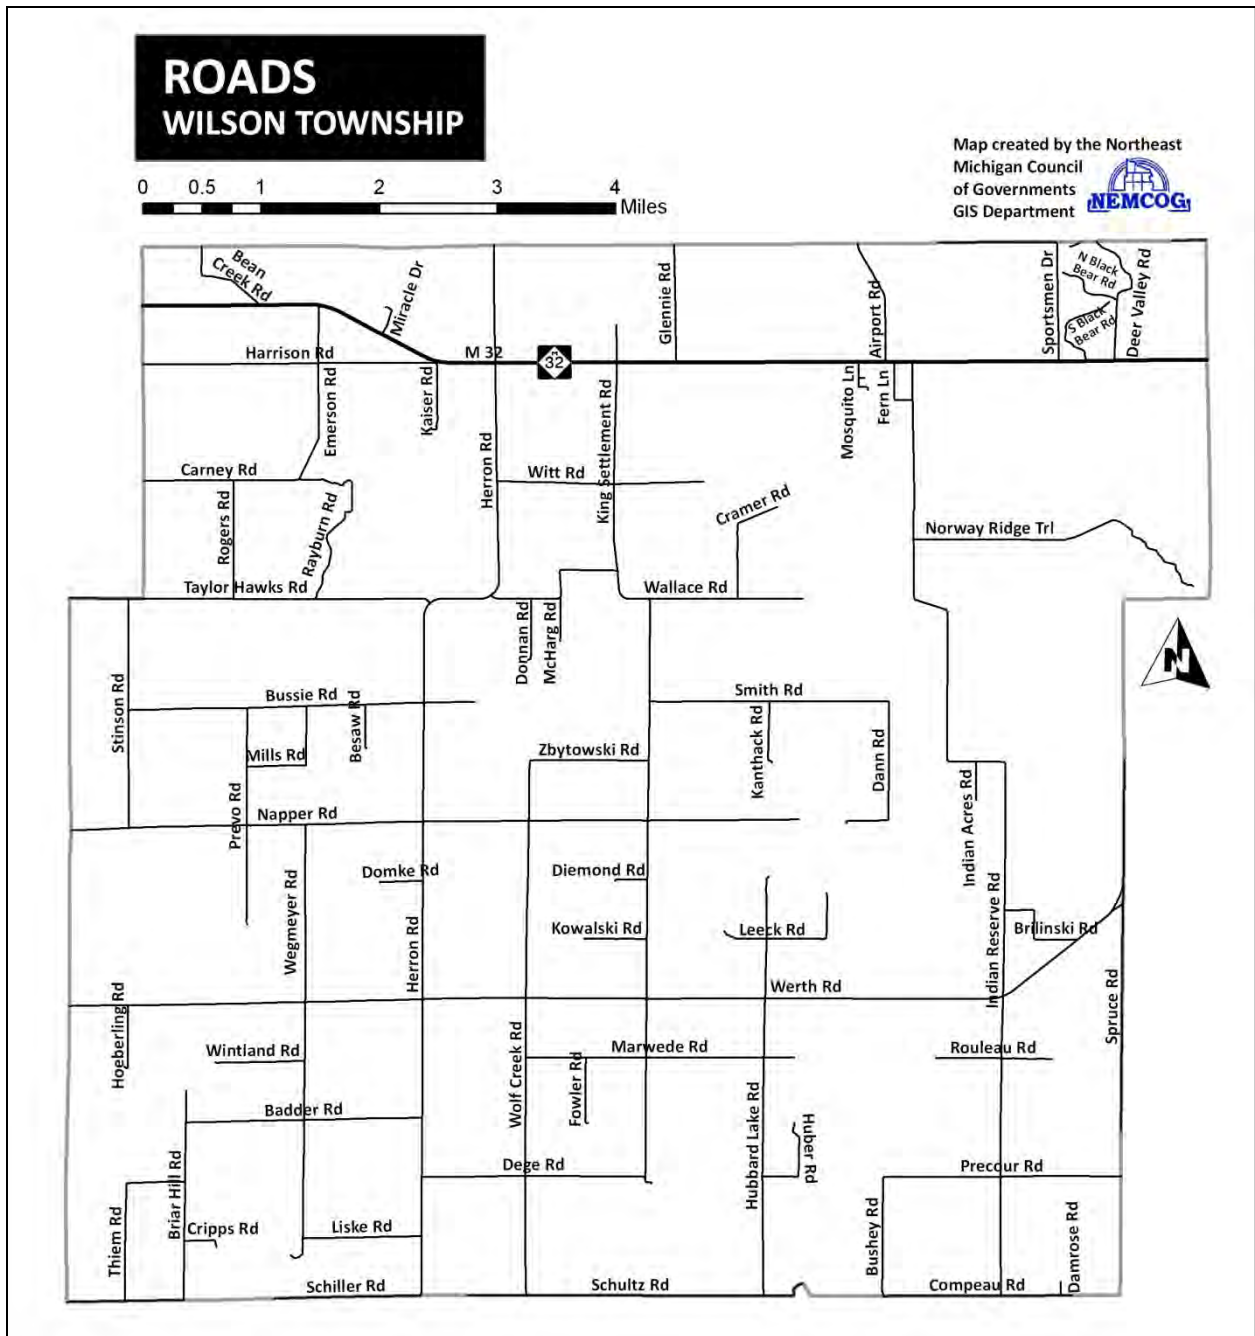 ROADS
WILSON TOWNSHIP
0 0.5 1 2 3 4
Miles
Map created by the Northeast
Michigan Council
of Governments
GIS Department
NEMCOG
Bean
Creek Rd
Miracle Dr
Glennie Rd
Airport Rd
Sportsmen Dr
N Black
Bear Rd
S Black
Bear Rd
Deer Valley Rd
Harrison Rd
M 32
M
32
Emerson Rd
Kaiser Rd
Herron Rd
King Settlement Rd
Mosquito Ln
Fern Ln
Carney Rd
Rogers Rd
Rayburn Rd
Witt Rd
Cramer Rd
Norway Ridge Trl
Taylor Hawks Rd
Wallace Rd
Donnan Rd
McHarg Rd
N
Stinson Rd
Bussie Rd
Besaw Rd
Smith Rd
Mills Rd
Zbytowski Rd
Kanthack Rd
Dann Rd
Prevo Rd
Napper Rd
Indian Acres Rd
Domke Rd
Diemond Rd
Wegmeyer Rd
Herron Rd
Kowalski Rd
Leeck Rd
Indian Reserve Rd
Brilinski Rd
Werth Rd
Spruce Rd
Hoeberling Rd
Wintland Rd
Wolf Creek Rd
Marwede Rd
Fowler Rd
Rouleau Rd
Badder Rd
Hubbard Lake Rd
Huber Rd
Briar Hill Rd
Dege Rd
Precour Rd
Thiem Rd
Cripps Rd
Liske Rd
Bushey Rd
Damrose Rd
Schiller Rd
Schultz Rd
Compeau Rd